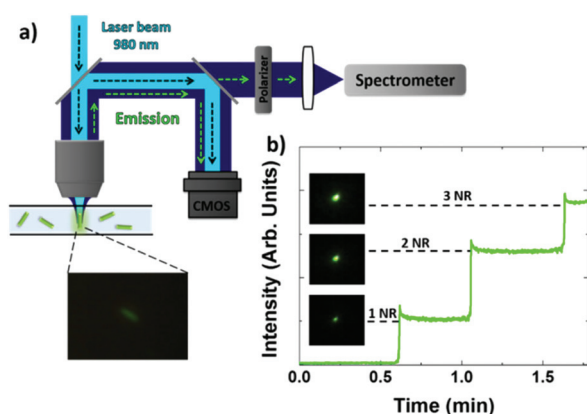 a)
Laser beam
980 nm
Emission
Polarizer
Spectrometer
CMOS
b)
Intensity (Arb. Units)
3 NR
2 NR
1 NR
0.0 0.5 1.0 1.5
Time (min)